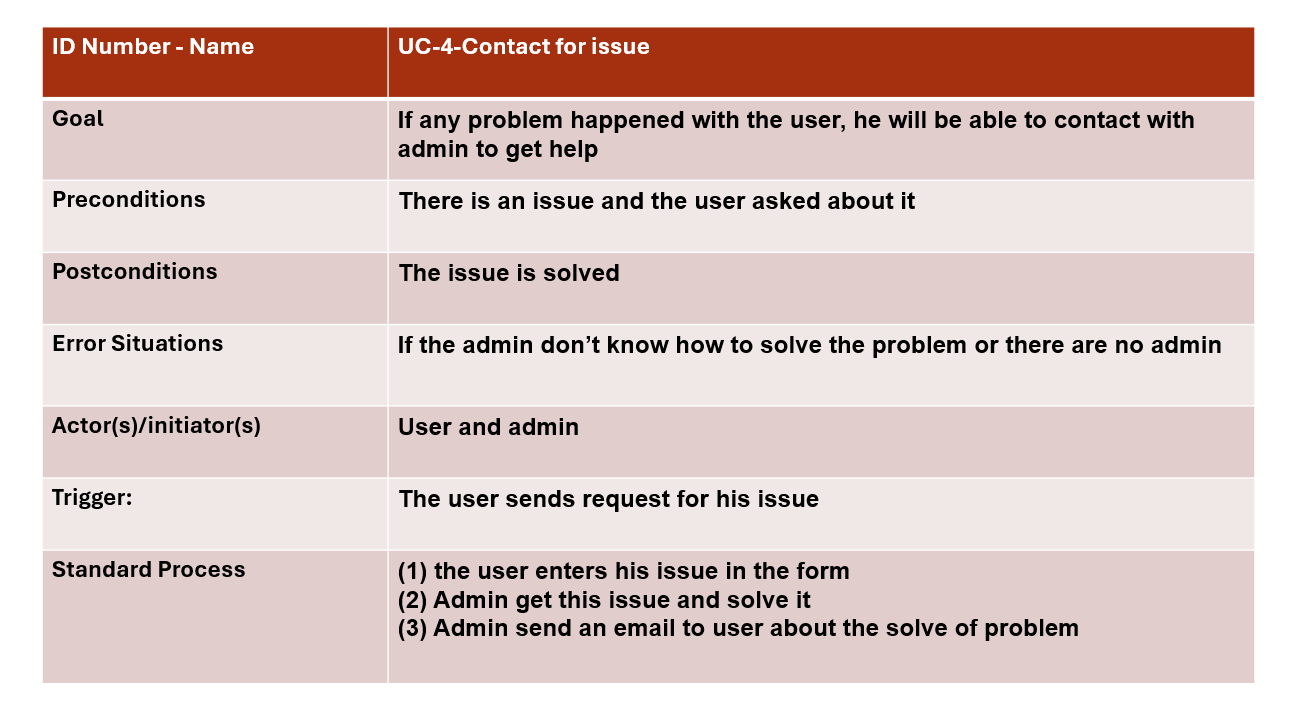 ID Number - Name
UC-4-Contact for issue
Goal
If any problem happened with the user, he will be able to contact with
admin to get help
Preconditions
There is an issue and the user asked about it
Postconditions
The issue is solved
Error Situations
If the admin don’t know how to solve the problem or there are no admin
Actor(s)/initiator(s)
User and admin
Trigger:
The user sends request for his issue
Standard Process
(1) the user enters his issue in the form
(2) Admin get this issue and solve it
(3) Admin send an email to user about the solve of problem